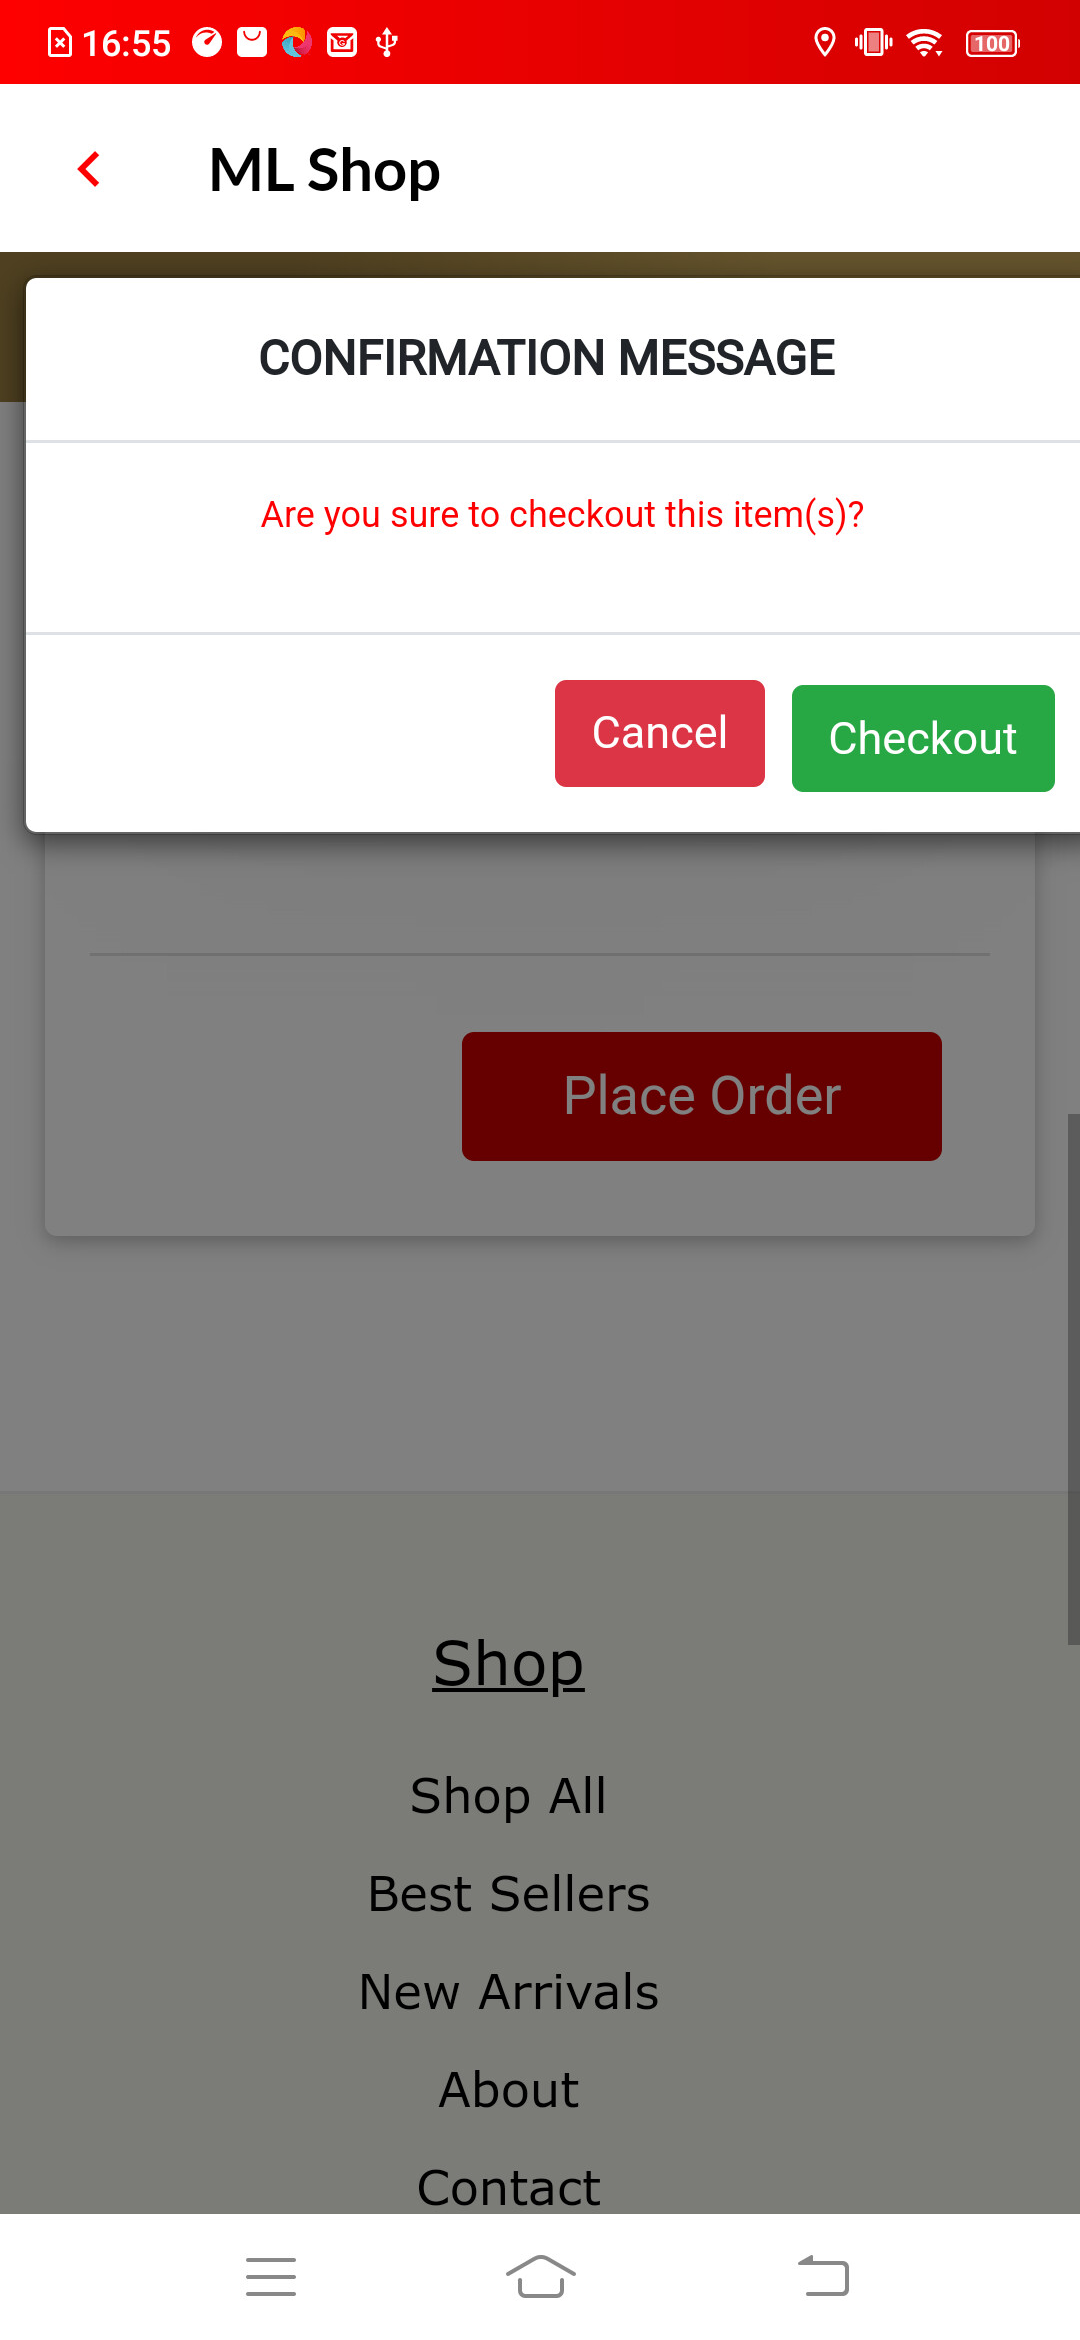 16:55
100
ML Shop
CONFIRMATION MESSAGE
Are you sure to checkout this item(s)?
Cancel
Checkout
Place Order
Shop
Shop All
Best Sellers
New Arrivals
About
Contact